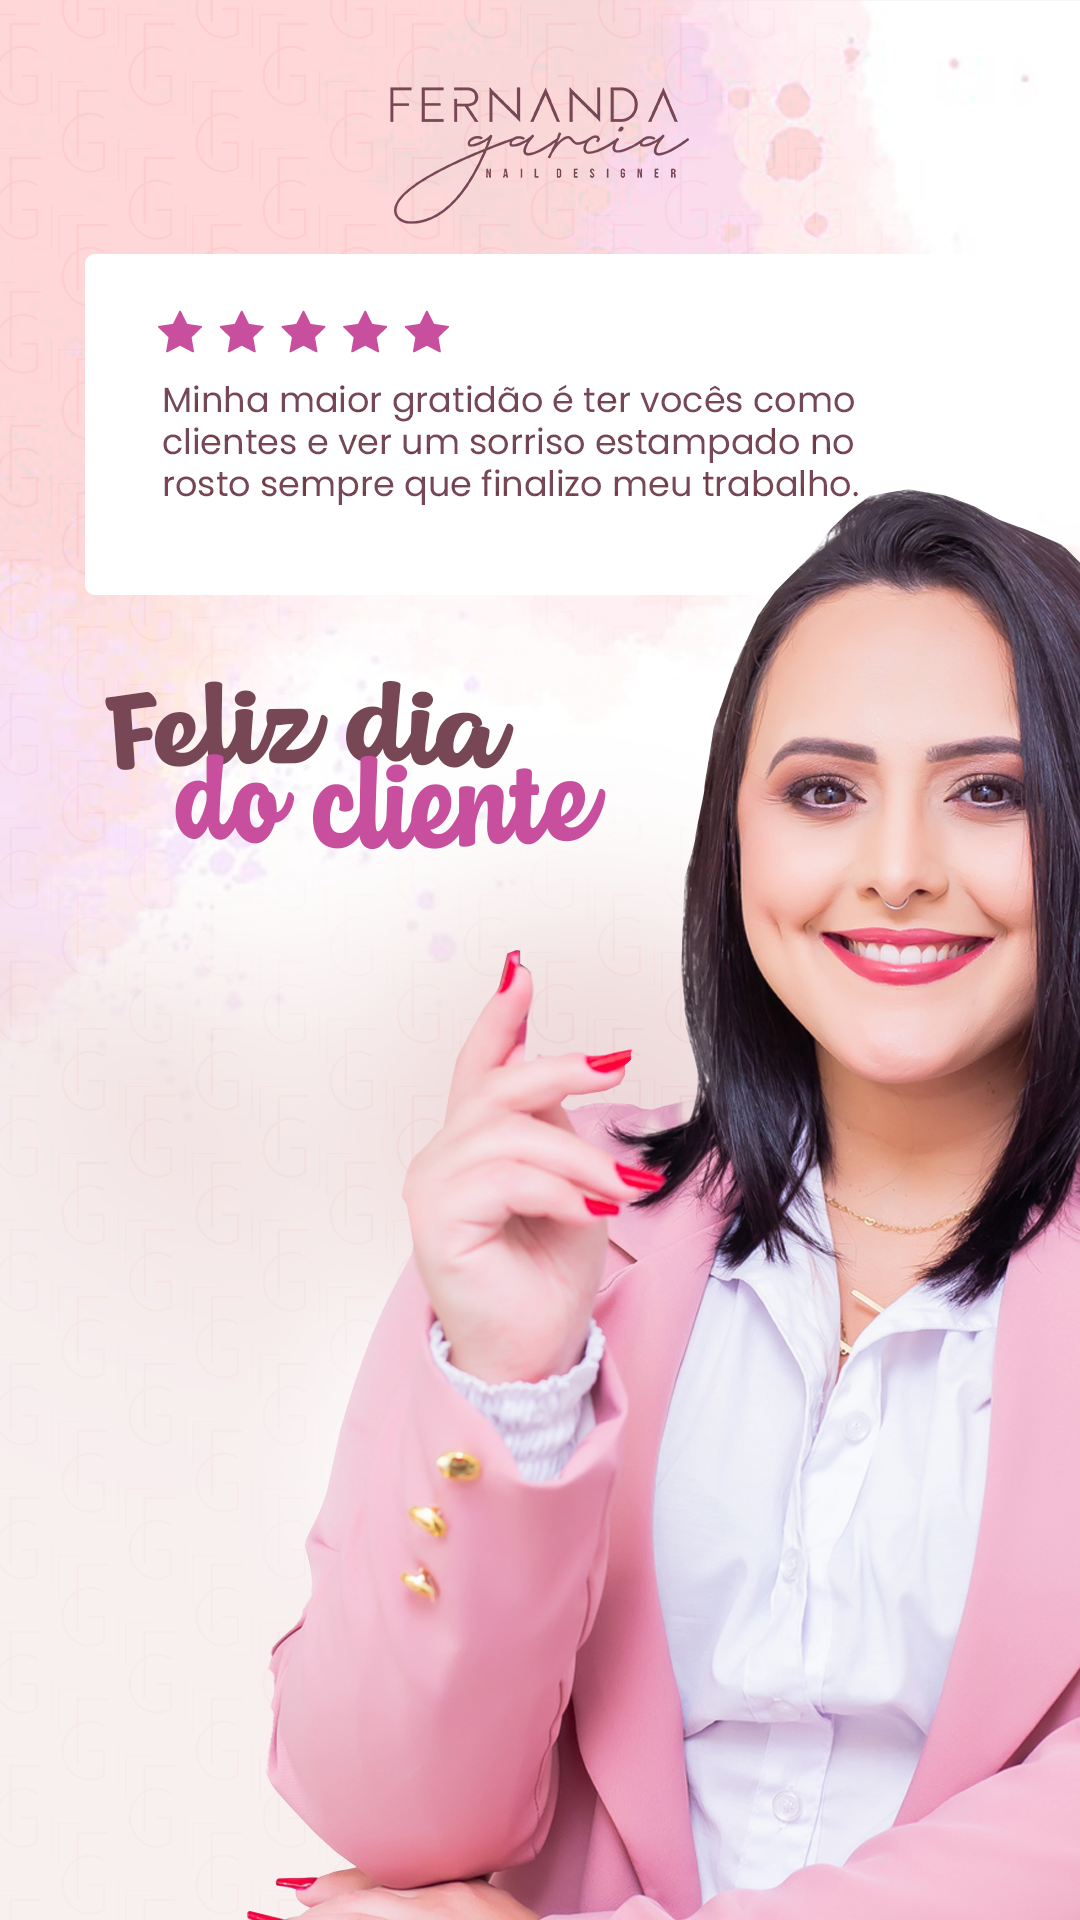 FERNANDA
garcia
NAIL DESIGNER
Minha maior gratidão é ter vocês como
clientes e ver um sorriso estampado no
rosto sempre que finalizo meu trabalho.
Feliz dia
do cliente